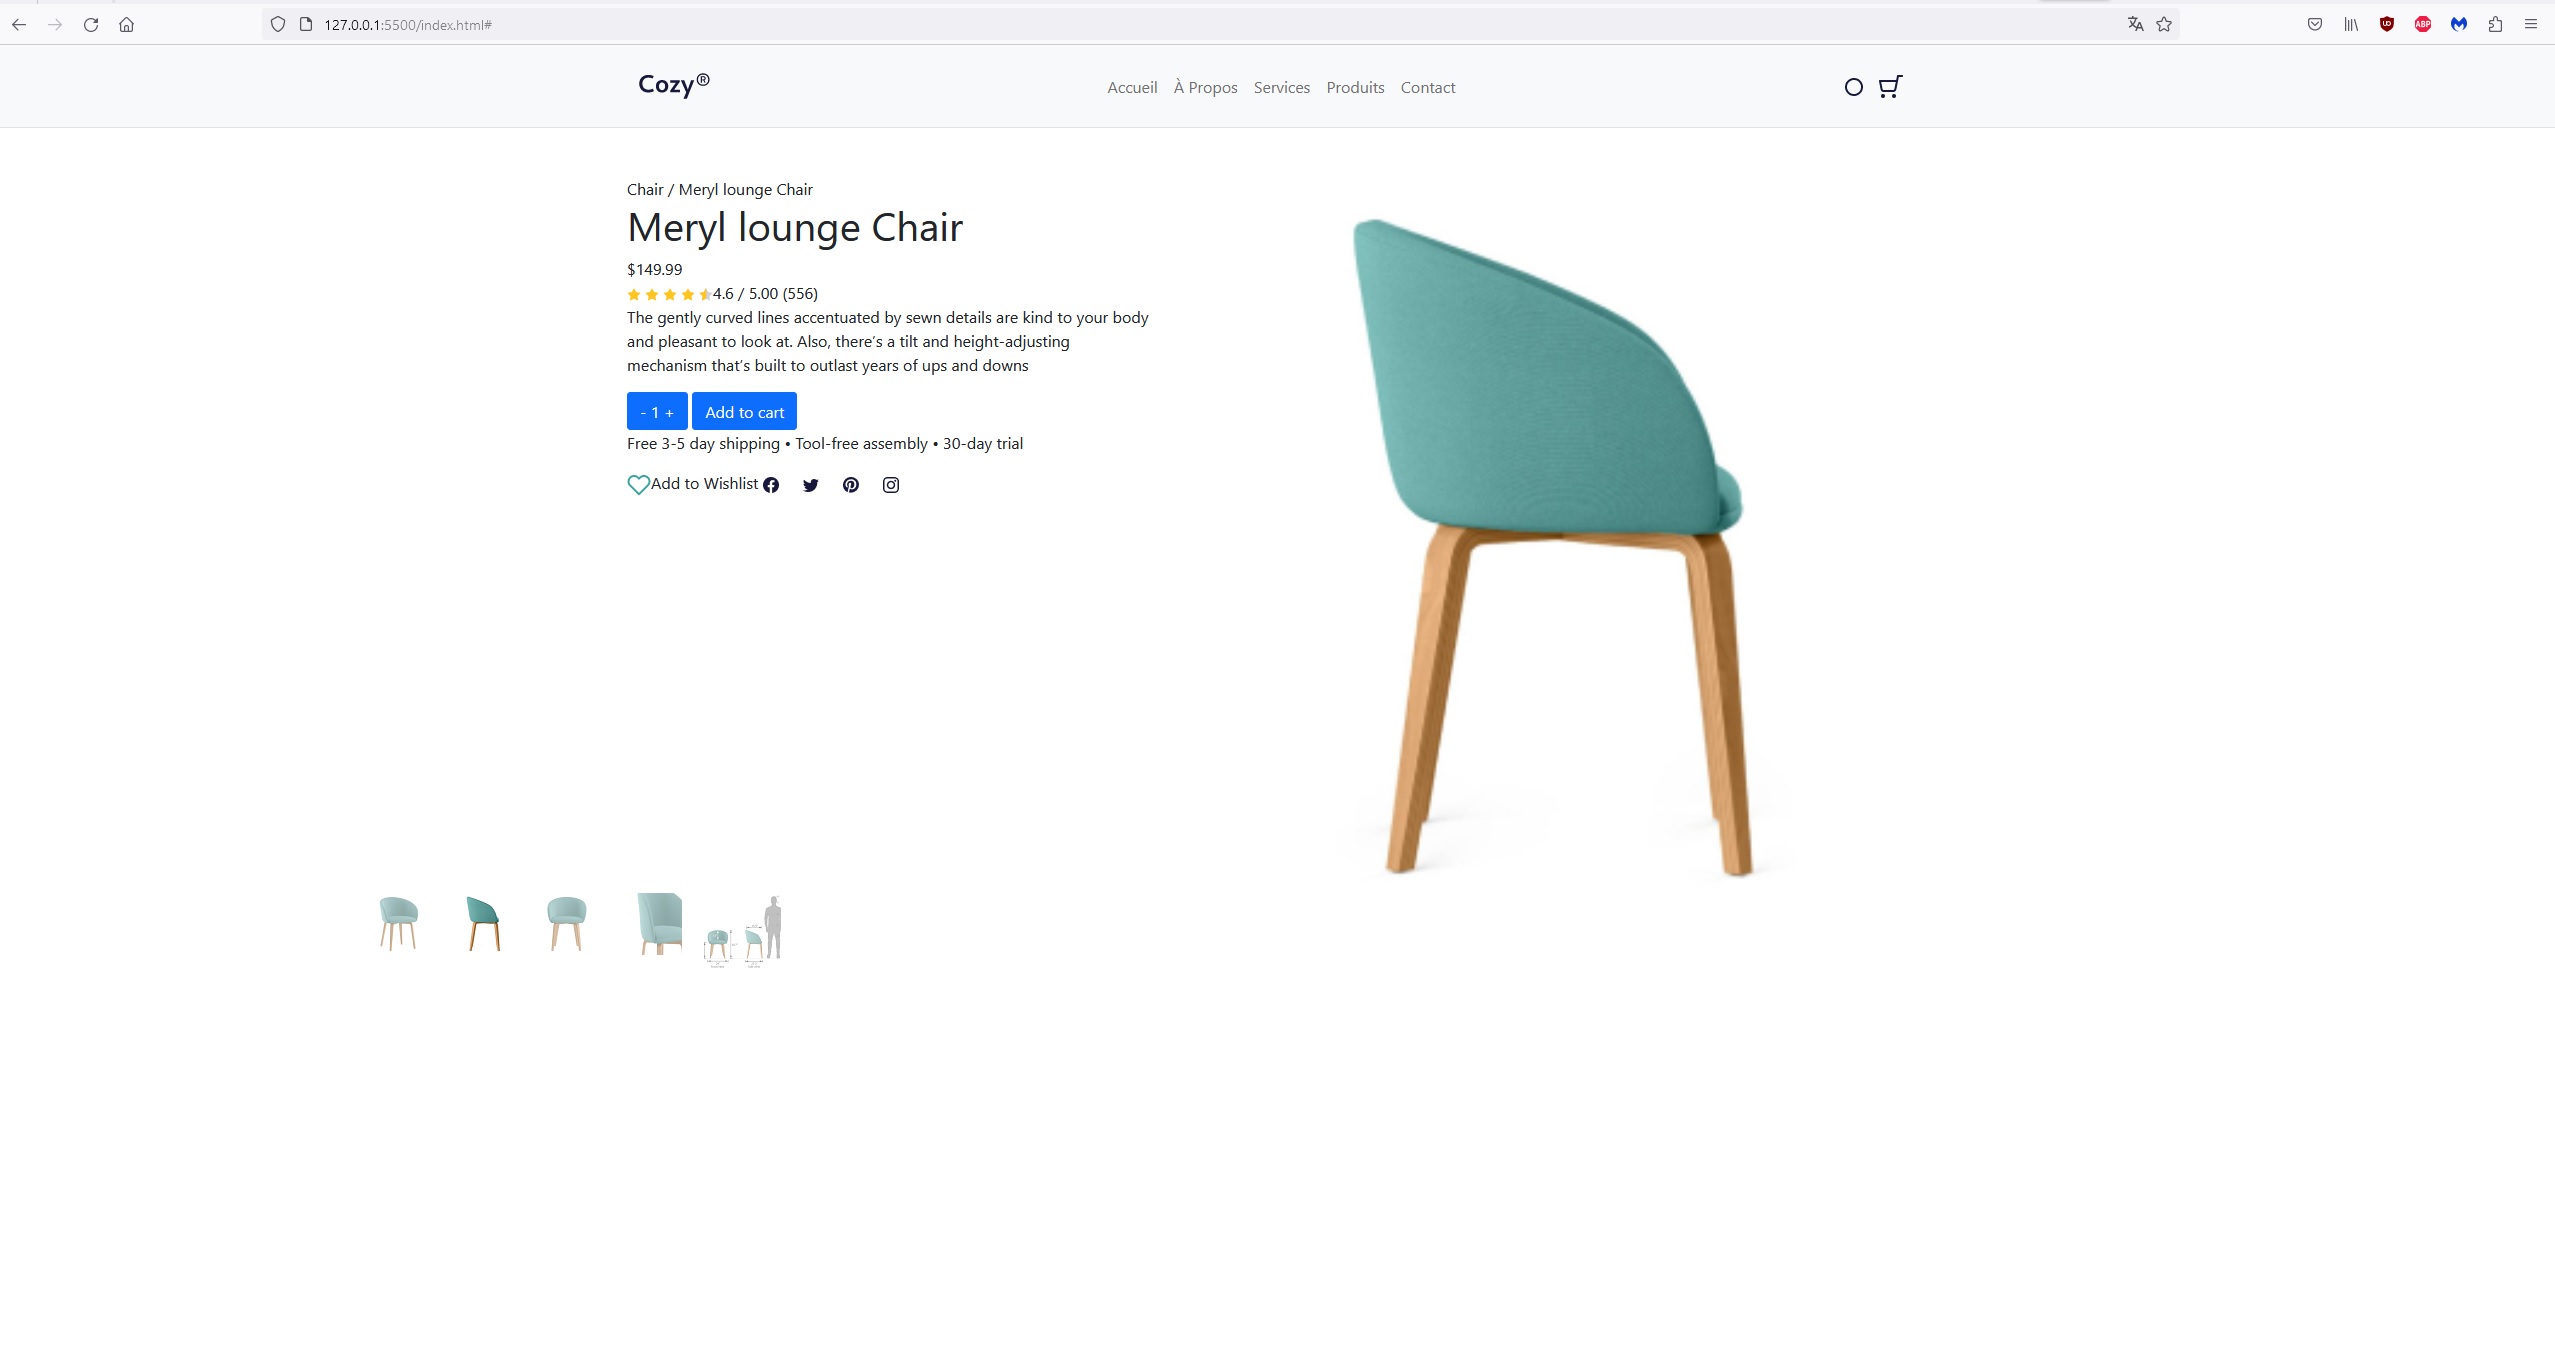 127.0.0.1:5500/index.html#
Cozy®
Accueil À Propos Services Produits Contact
Chair / Meryl lounge Chair
Meryl lounge Chair
$149.99
4.6 / 5.00 (556)
The gently curved lines accentuated by sewn details are kind to your body
and pleasant to look at. Also, there’s a tilt and height-adjusting
mechanism that’s built to outlast years of ups and downs
- 1 +
Add to cart
Free 3-5 day shipping • Tool-free assembly • 30-day trial
Add to Wishlist